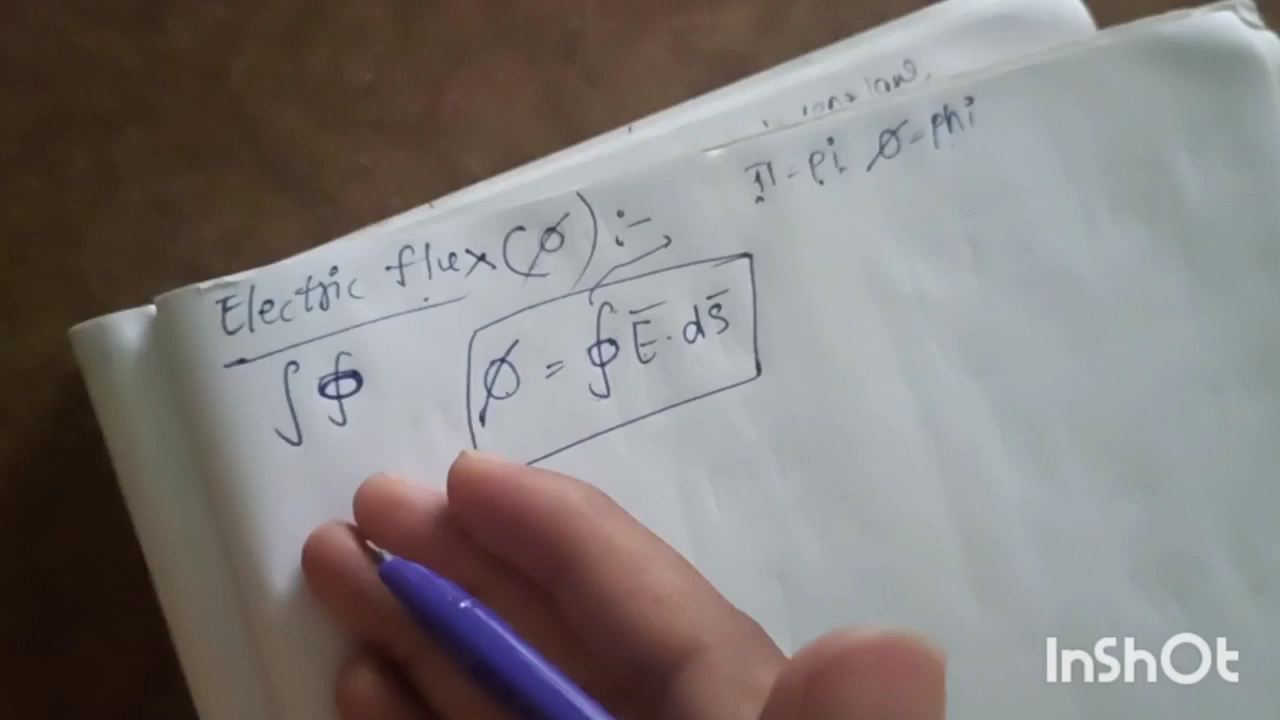 π = pi ø = phi
Electric flux (ø) :-
∫ ∮ ø = ∮ E̅ . dS̅
InShOt